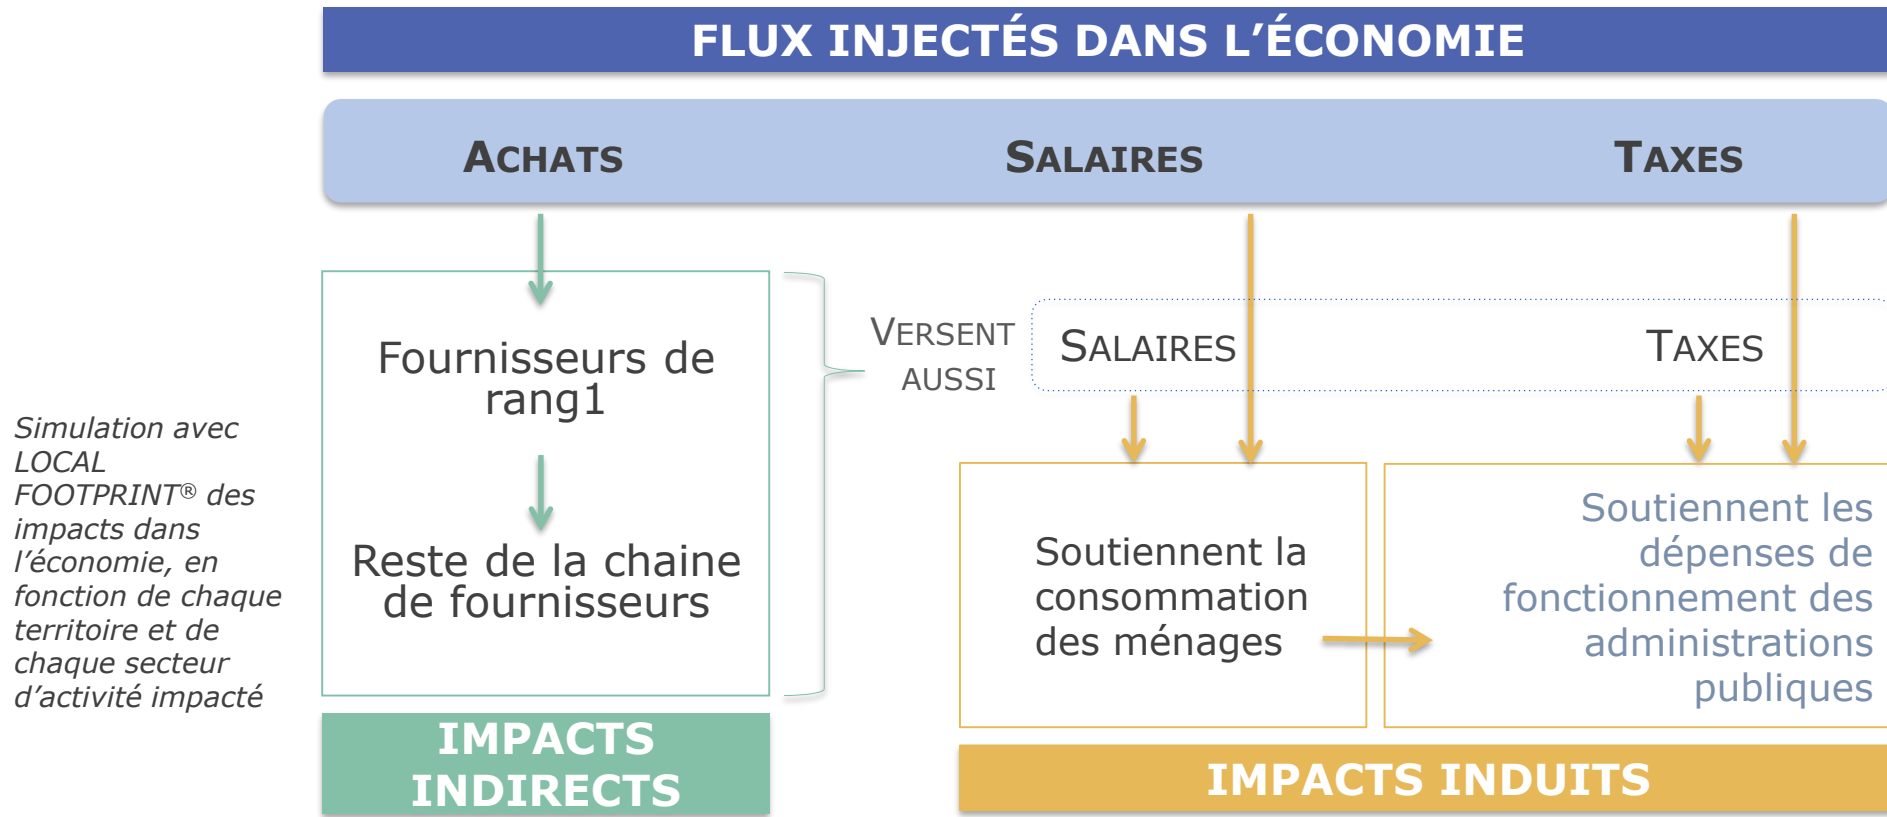 FLUX INJECTÉS DANS L’ÉCONOMIE
ACHATS
SALAIRES
TAXES
Fournisseurs de
rang1
Reste de la chaine
de fournisseurs
VERSENT
AUSSI
SALAIRES
TAXES
Simulation avec
LOCAL
FOOTPRINT® des
impacts dans
l’économie, en
fonction de chaque
territoire et de
chaque secteur
d’activité impacté
Soutiennent la
consommation
des ménages
Soutiennent les
dépenses de
fonctionnement des
administrations
publiques
IMPACTS
INDIRECTS
IMPACTS INDUITS